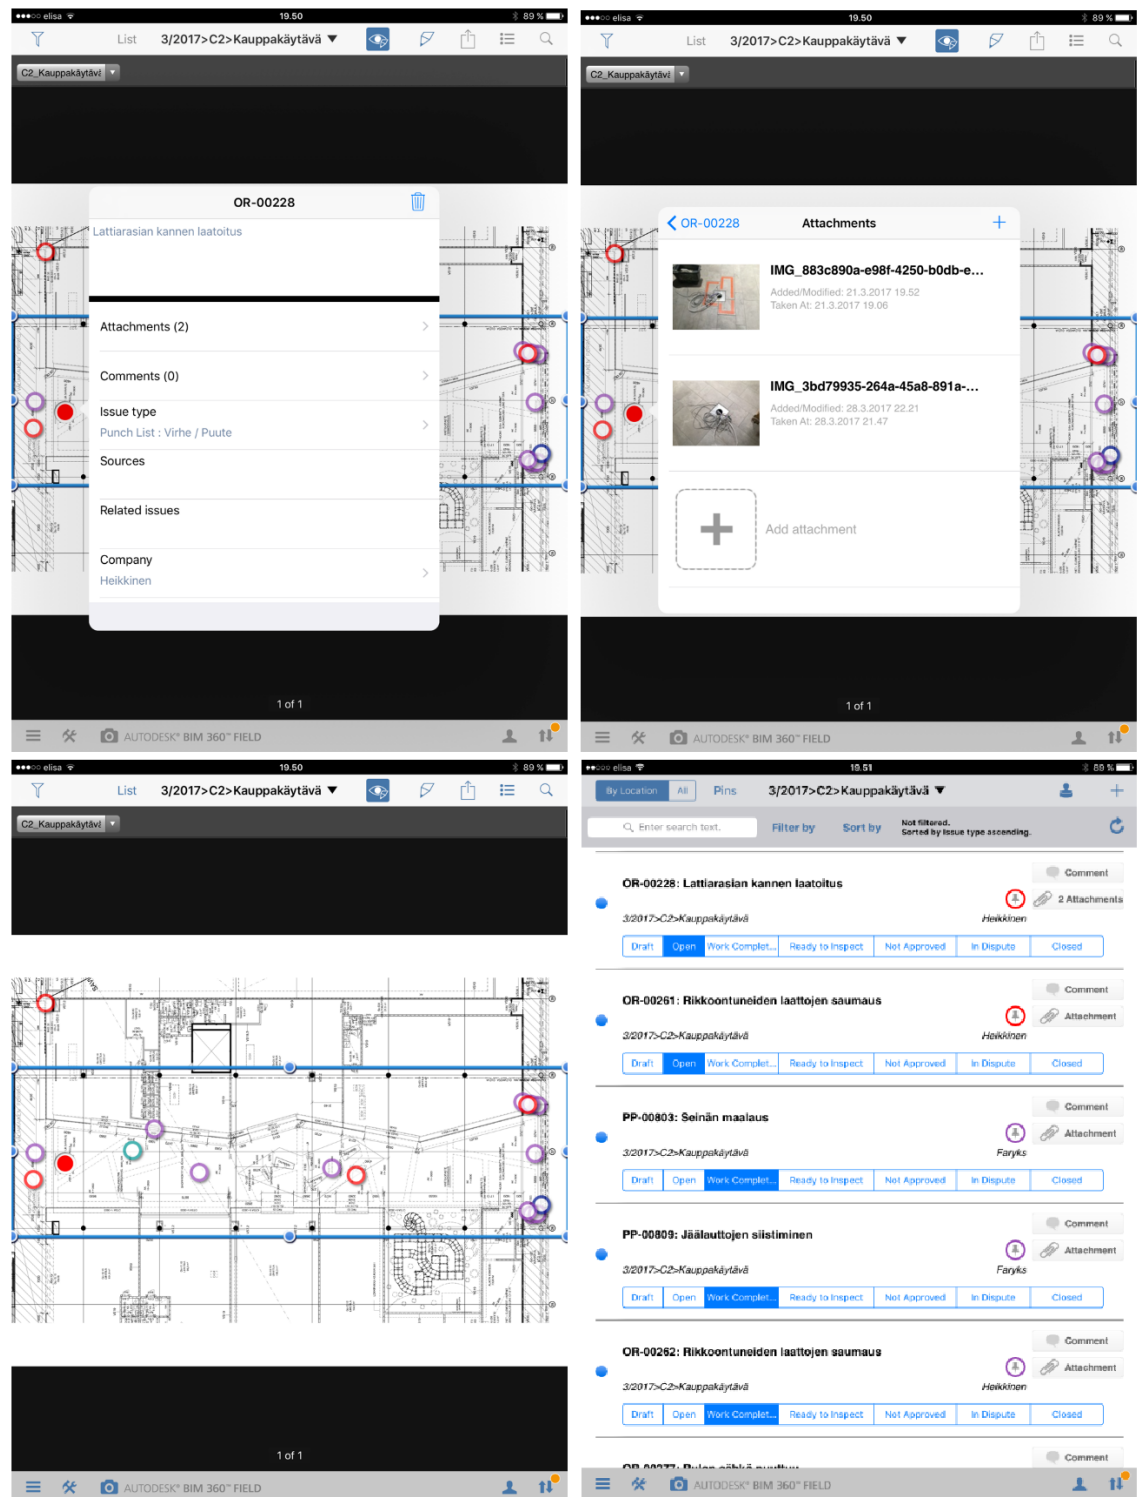 ●●●○○ elisa 19.50 89 %
List 3/2017>C2>Kauppakäytävä ▼
C2_Kauppakäytävä
OR-00228
Lattiarasian kannen laatoitus
Attachments (2)
Comments (0)
Issue type
Punch List : Virhe / Puute
Sources
Related issues
Company
Heikkinen
1 of 1
AUTODESK® BIM 360™ FIELD
●●●○○ elisa 19.50 89 %
List 3/2017>C2>Kauppakäytävä ▼
C2_Kauppakäytävä
OR-00228 Attachments
IMG_883c890a-e98f-4250-b0db-e...
Added/Modified: 21.3.2017 19.52
Taken At: 21.3.2017 19.06
IMG_3bd79935-264a-45a8-891a-...
Added/Modified: 28.3.2017 22.21
Taken At: 28.3.2017 21.47
Add attachment
1 of 1
AUTODESK® BIM 360™ FIELD
●●●○○ elisa 19.50 89 %
List 3/2017>C2>Kauppakäytävä ▼
C2_Kauppakäytävä
1 of 1
AUTODESK® BIM 360™ FIELD
●●○○○ elisa 19.51 89 %
By Location All Pins 3/2017>C2>Kauppakäytävä ▼
Enter search text. Filter by Sort by Not filtered.
Sorted by Issue type ascending.
Comment
OR-00228: Lattiarasian kannen laatoitus
2 Attachments
3/2017>C2>Kauppakäytävä Heikkinen
Draft Open Work Complet... Ready to Inspect Not Approved In Dispute Closed
Comment
OR-00261: Rikkoontuneiden laattojen saumaus
Attachment
3/2017>C2>Kauppakäytävä Heikkinen
Draft Open Work Complet... Ready to Inspect Not Approved In Dispute Closed
Comment
PP-00803: Seinän maalaus
Attachment
3/2017>C2>Kauppakäytävä Faryks
Draft Open Work Complet... Ready to Inspect Not Approved In Dispute Closed
Comment
PP-00809: Jäälauttojen siistiminen
Attachment
3/2017>C2>Kauppakäytävä Faryks
Draft Open Work Complet... Ready to Inspect Not Approved In Dispute Closed
Comment
OR-00262: Rikkoontuneiden laattojen saumaus
Attachment
3/2017>C2>Kauppakäytävä Heikkinen
Draft Open Work Complet... Ready to Inspect Not Approved In Dispute Closed
Comment
AUTODESK® BIM 360™ FIELD